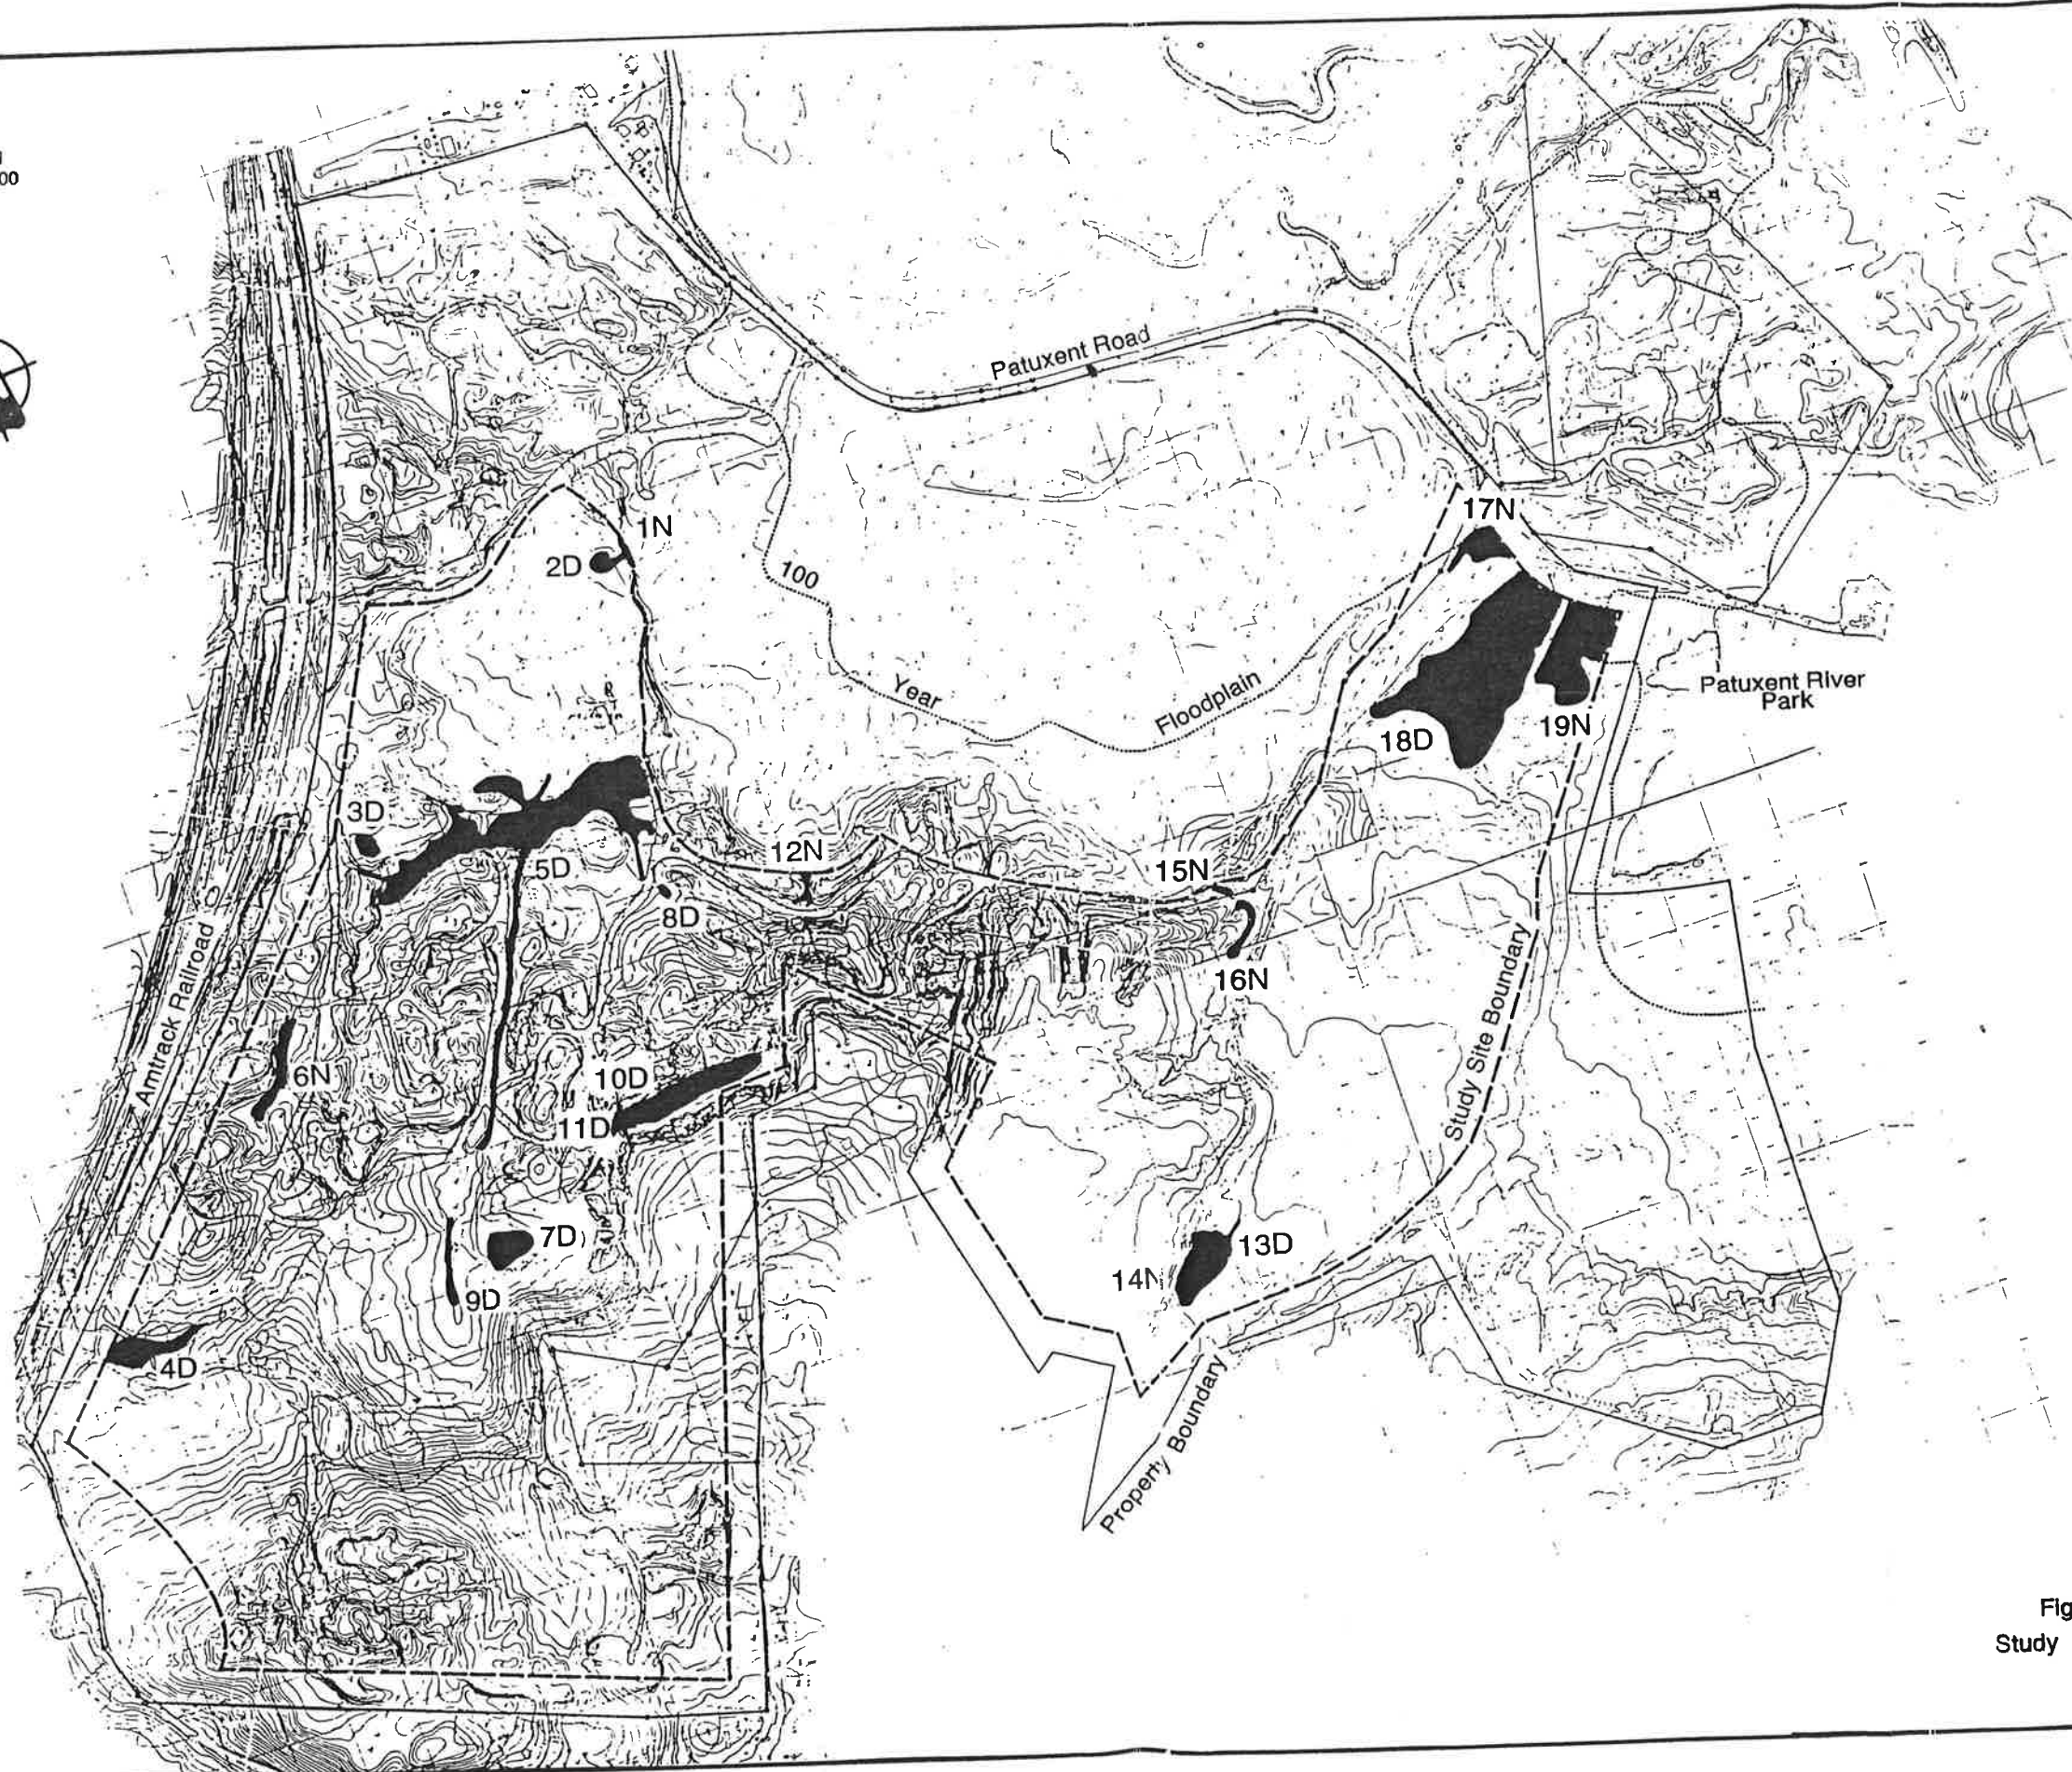 00
Patuxent Road
17N
1N
2D
100
Year
Floodplain
Patuxent River
Park
18D
19N
3D
12N
5D
15N
8D
16N
Amtrack Railroad
Study Site Boundary
6N
10D
11D
7D
13D
14N
9D
4D
Property Boundary
Fig
Study